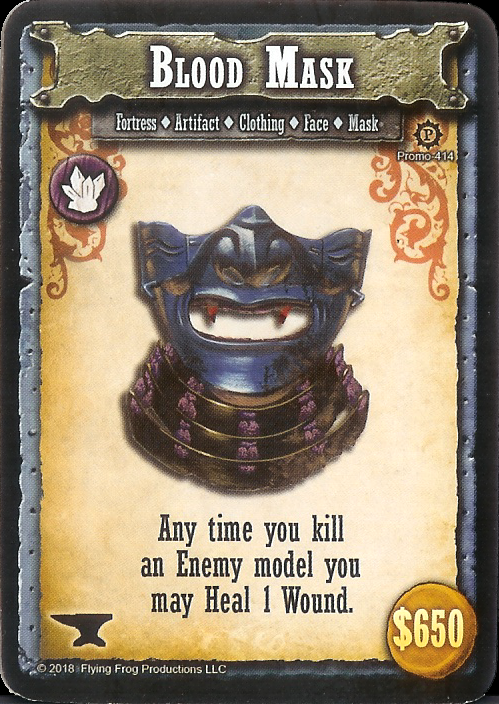 BLOOD MASK
Fortress ◆ Artifact ◆ Clothing ◆ Face ◆ Mask
P
Promo-414
Any time you kill
an Enemy model you
may Heal 1 Wound.
$650
© 2018 Flying Frog Productions LLC